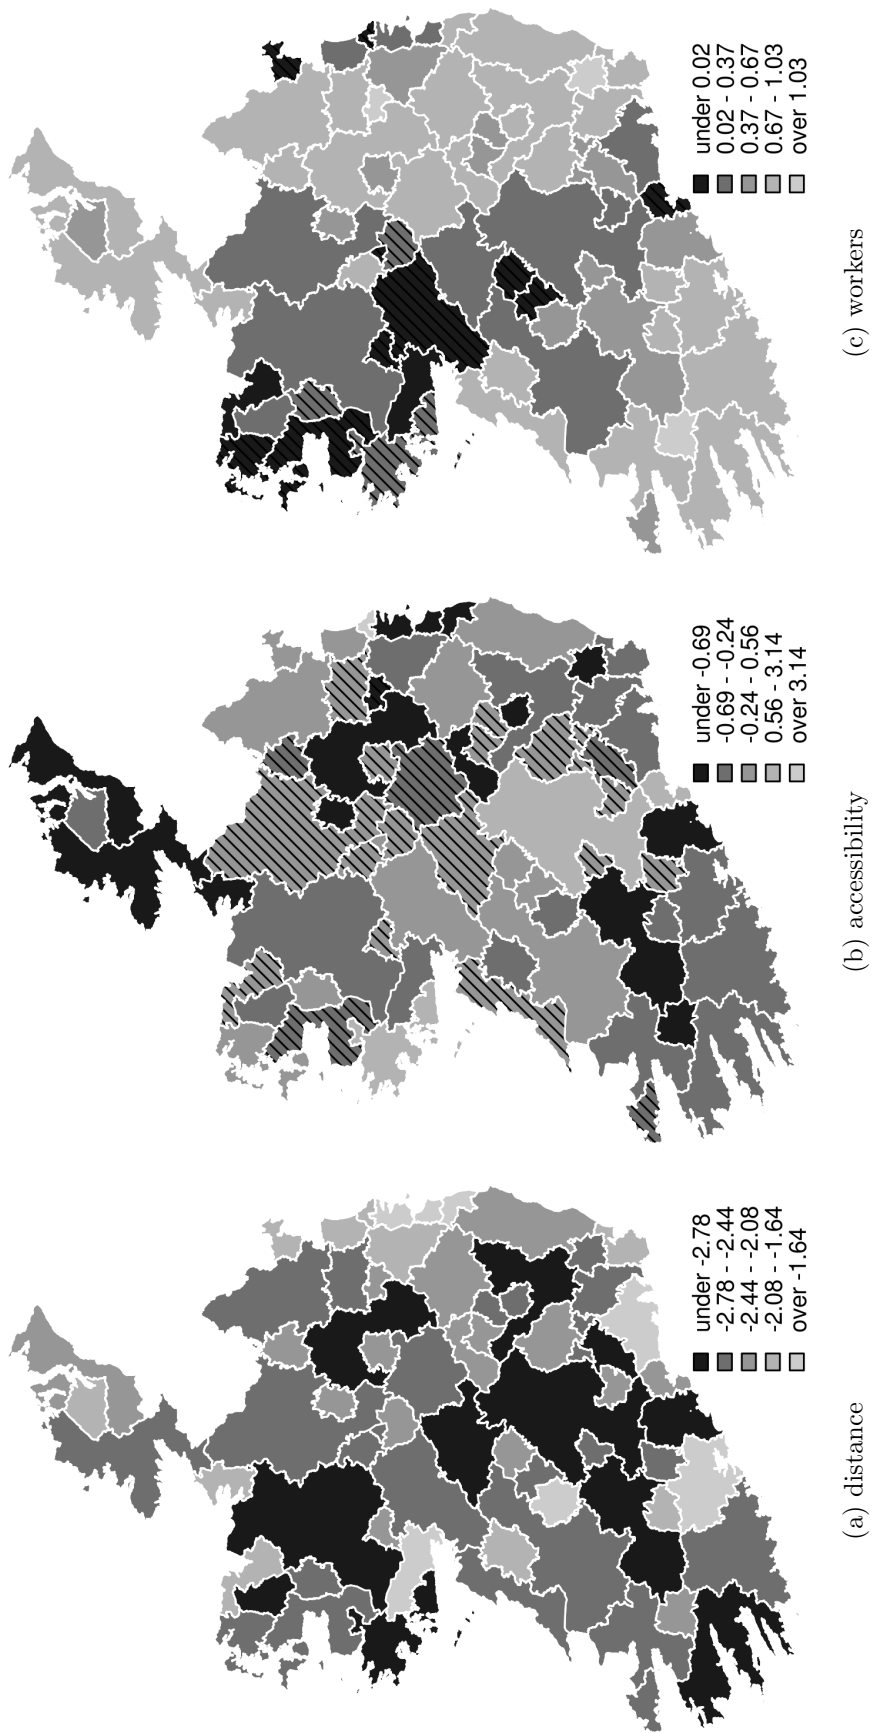 under -2.78
-2.78 - -2.44
-2.44 - -2.08
-2.08 - -1.64
over -1.64
(a) distance
under -0.69
-0.69 - -0.24
-0.24 - 0.56
0.56 - 3.14
over 3.14
(b) accessibility
under 0.02
0.02 - 0.37
0.37 - 0.67
0.67 - 1.03
over 1.03
(c) workers